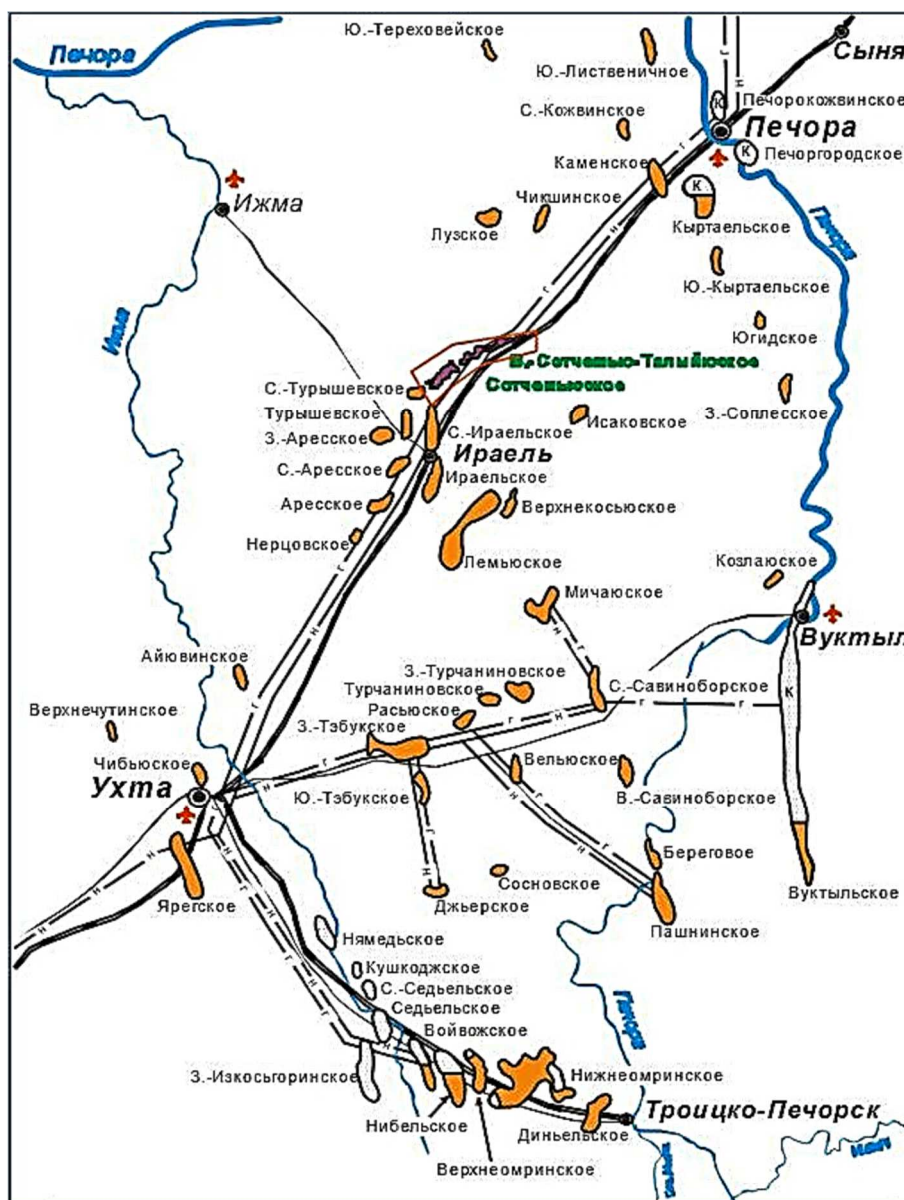 Печора
Ю.-Тереховейское
Сыня
Ю.-Лиственичное
К
Печорокожвинское
С.-Кожвинское
Печора
К
Печоргородское
Каменское
К
Чикшинское
Ижма
Лузское
Кыртаельское
Печора
Ю.-Кыртаельское
Ижма
Югидское
В.-Сотчемью-Талыйюское
Сотчемьюское
С.-Турышевское
Турышевское
Исаковское
З.-Соплесское
З.-Аресское
С.-Ираельское
Ираель
С.-Аресское
Ираельское
Аресское
Верхнекосьюское
Нерцовское
Лемьюское
Козлаюское
Мичаюское
Вуктыл
Айювинское
З.-Турчаниновское
Турчаниновское
С.-Савиноборское
К
Верхнечутинское
Расьюское
З.-Тэбукское
Чибьюское
Вельюское
Ухта
Ю.-Тэбукское
В.-Савиноборское
Береговое
Сосновское
Вуктыльское
Ярегское
Джьерское
Пашнинское
Нямедьское
Кушкоджское
С.-Седьельское
Седьельское
Печора
Войвожское
З.-Изкосьгоринское
Нижнеомринское
Троицко-Печорск
Нибельское
Диньельское
Верхнеомринское
г
н